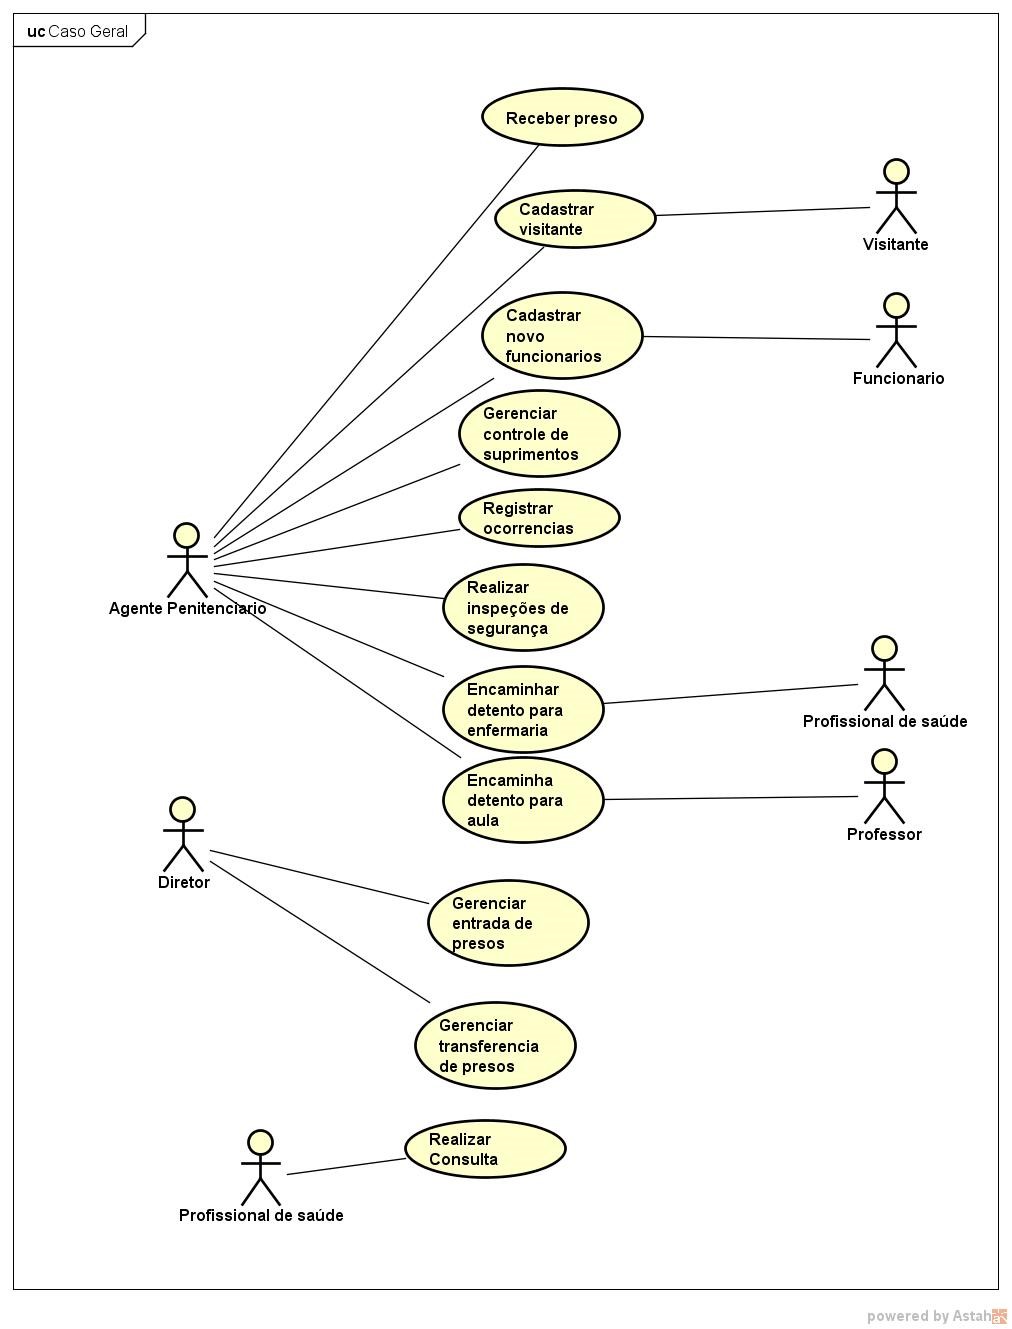 uc Caso Geral
Receber preso
Cadastrar
visitante
Visitante
Cadastrar
novo
funcionarios
Funcionario
Gerenciar
controle de
suprimentos
Registrar
ocorrencias
Agente Penitenciario
Realizar
inspeções de
segurança
Encaminhar
detento para
enfermaria
Profissional de saúde
Encaminha
detento para
aula
Professor
Diretor
Gerenciar
entrada de
presos
Gerenciar
transferencia
de presos
Realizar
Consulta
Profissional de saúde
powered by Astah